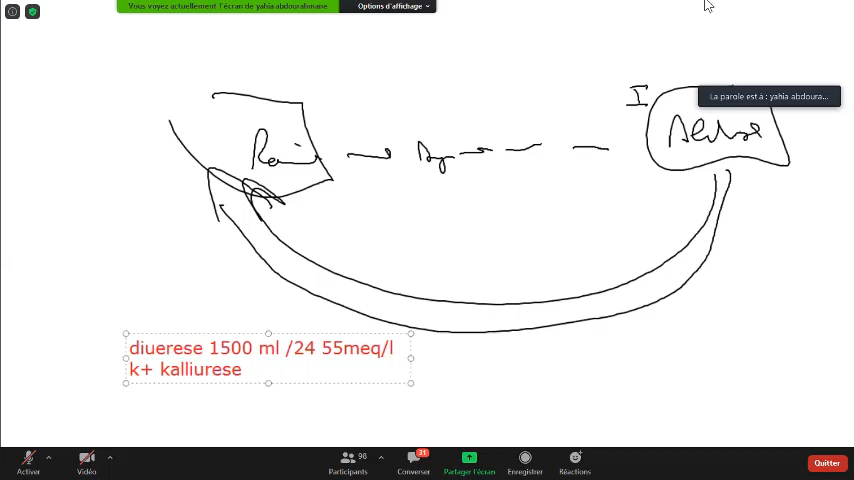 Vous voyez actuellement l'écran de yahia abdourahmane
Options d'affichage
I
La parole est à : yahia abdoura...
diuerese 1500 ml /24 55meq/l
k+ kalliurese
Activer
Vidéo
98
Participants
31
Converser
Partager l'écran
Enregistrer
Réactions
Quitter